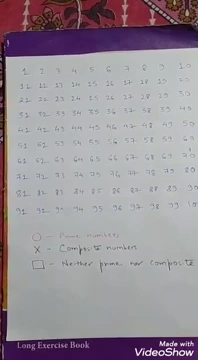 1 2 3 4 5 6 7 8 9 10
11 12 13 14 15 16 17 18 19 20
21 22 23 24 25 26 27 28 29 30
31 32 33 34 35 36 37 38 39 40
41 42 43 44 45 46 47 48 49 50
51 52 53 54 55 56 57 58 59 60
61 62 63 64 65 66 67 68 69 70
71 72 73 74 75 76 77 78 79 80
81 82 83 84 85 86 87 88 89 90
91 92 94 95 96 97 98 99
- Prime numbers
X - Composite numbers
- Neither prime nor composite
Long Exercise Book
Made with
VideoShow